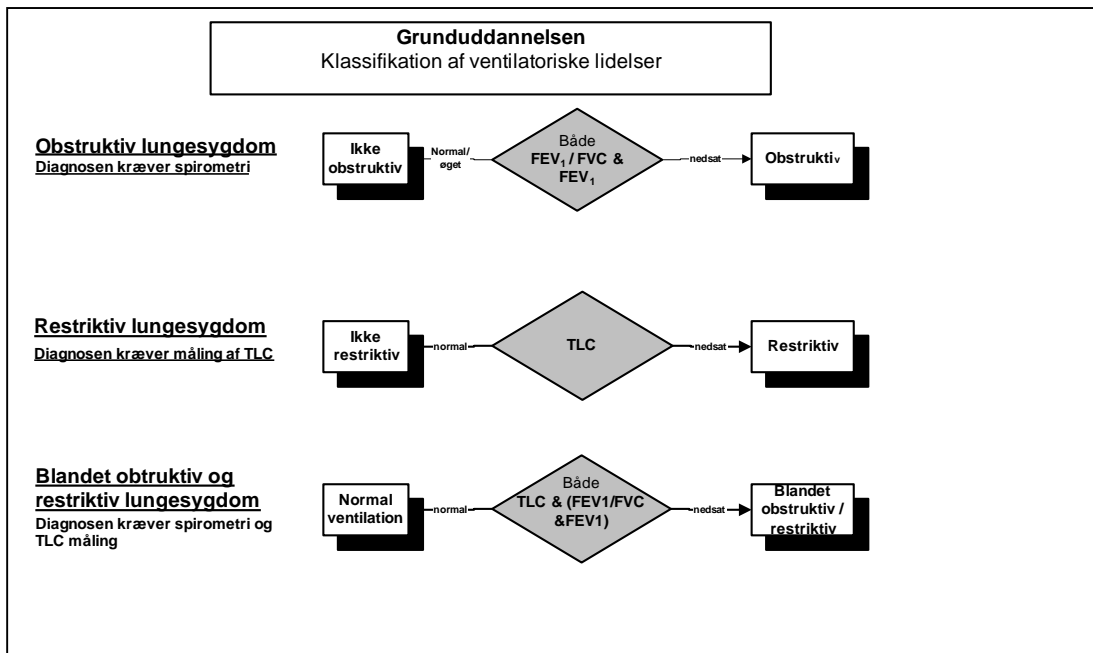 Grunduddannelsen
Klassifikation af ventilatoriske lidelser
Obstruktiv lungesygdom
Diagnosen kræver spirometri
Ikke
obstruktiv
Normal/
øget
Både
FEV₁ / FVC &
FEV₁
nedsat
Obstruktiv
Restriktiv lungesygdom
Diagnosen kræver måling af TLC
Ikke
restriktiv
normal
TLC
nedsat
Restriktiv
Blandet obtruktiv og
restriktiv lungesygdom
Diagnosen kræver spirometri og
TLC måling
Normal
ventilation
normal
Både
TLC & (FEV1/FVC
&FEV1)
nedsat
Blandet
obstruktiv /
restriktiv